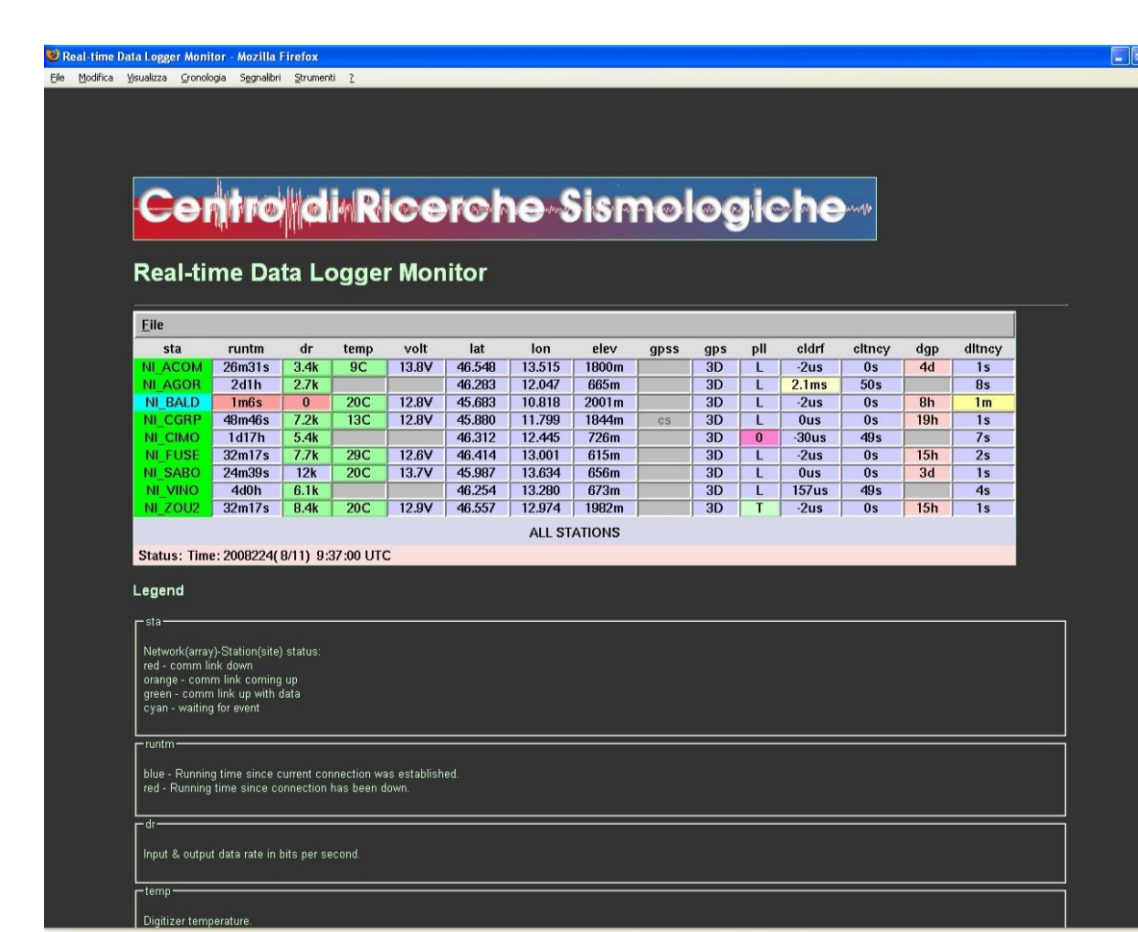 Real-time Data Logger Monitor - Mozilla Firefox
File Modifica Visualizza Cronologia Segnalibri Strumenti ?
Centro di Ricerche Sismologiche
Real-time Data Logger Monitor
File
sta runtm dr temp volt lat lon elev gpss gps pll cldrf cltncy dgp dltncy
NI_ACOM 26m31s 3.4k 9C 13.8V 46.548 13.515 1800m 3D L -2us 0s 4d 1s
NI_AGOR 2d1h 2.7k 46.283 12.047 665m 3D L 2.1ms 50s 8s
NI_BALD 1m6s 0 20C 12.8V 45.683 10.818 2001m 3D L -2us 0s 8h 1m
NI_CGRP 48m46s 7.2k 13C 12.8V 45.880 11.799 1844m cs 3D L 0us 0s 19h 1s
NI_CIMO 1d17h 5.4k 46.312 12.445 726m 3D 0 -30us 49s 7s
NI_FUSE 32m17s 7.7k 29C 12.6V 46.414 13.001 615m 3D L -2us 0s 15h 2s
NI_SABO 24m39s 12k 20C 13.7V 45.987 13.634 656m 3D L 0us 0s 3d 1s
NI_VINO 4d0h 6.1k 46.254 13.280 673m 3D L 157us 49s 4s
NI_ZOU2 32m17s 8.4k 20C 12.9V 46.557 12.974 1982m 3D T -2us 0s 15h 1s
ALL STATIONS
Status: Time: 2008224( 8/11) 9:37:00 UTC
Legend
sta
Network(array)-Station(site) status:
red - comm link down
orange - comm link coming up
green - comm link up with data
cyan - waiting for event
runtm
blue - Running time since current connection was established.
red - Running time since connection has been down.
dr
Input & output data rate in bits per second.
temp
Digitizer temperature.